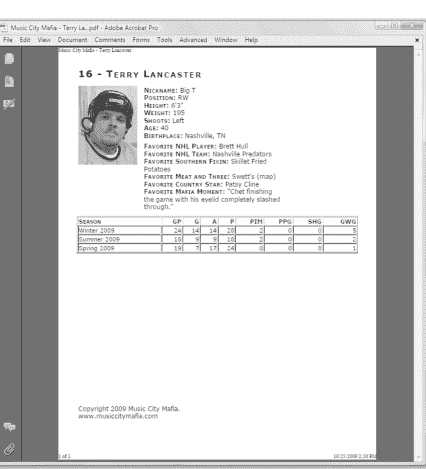 Music City Mafia - Terry La...pdf - Adobe Acrobat Pro
File Edit View Document Comments Forms Tools Advanced Window Help
Music City Mafia - Terry Lancaster
16 - TERRY LANCASTER
NICKNAME: Big T
POSITION: RW
HEIGHT: 6'3"
WEIGHT: 195
SHOOTS: Left
AGE: 40
BIRTHPLACE: Nashville, TN
FAVORITE NHL PLAYER: Brett Hull
FAVORITE NHL TEAM: Nashville Predators
FAVORITE SOUTHERN FIXIN: Skillet Fried
Potatoes
FAVORITE MEAT AND THREE: Swett's (map)
FAVORITE COUNTRY STAR: Patsy Cline
FAVORITE MAFIA MOMENT: "Chet finishing
the game with his eyelid completely slashed
through."
SEASON GP G A P PIM PPG SHG GWG
Winter 2009 24 14 14 28 2 0 0 5
Summer 2009 18 9 9 18 2 0 0 2
Spring 2009 19 7 17 24 0 0 0 1
Copyright 2009 Music City Mafia.
www.musiccitymafia.com
1 of 1 10/25/2009 2:30 PM